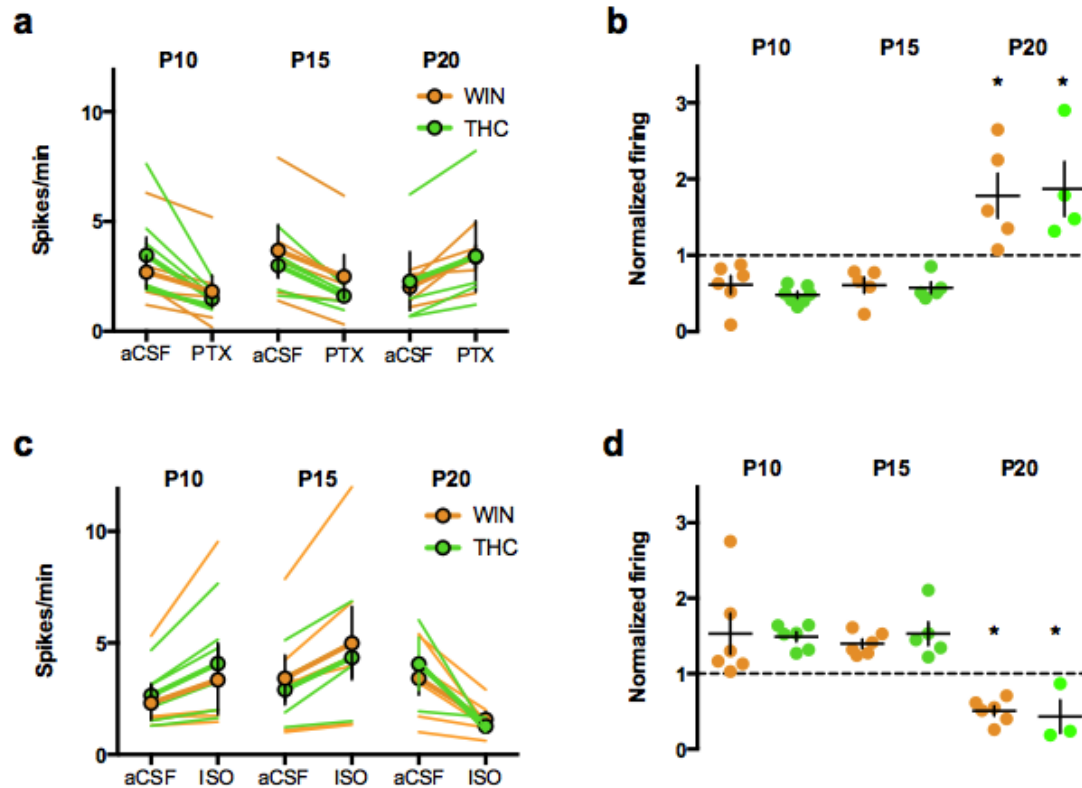 a
P10 P15 P20
WIN
THC
Spikes/min
10
5
0
aCSF PTX aCSF PTX aCSF PTX
b
P10 P15 P20
* *
Normalized firing
3
2
1
0
c
P10 P15 P20
WIN
THC
Spikes/min
10
5
0
aCSF ISO aCSF ISO aCSF ISO
d
P10 P15 P20
* *
Normalized firing
3
2
1
0